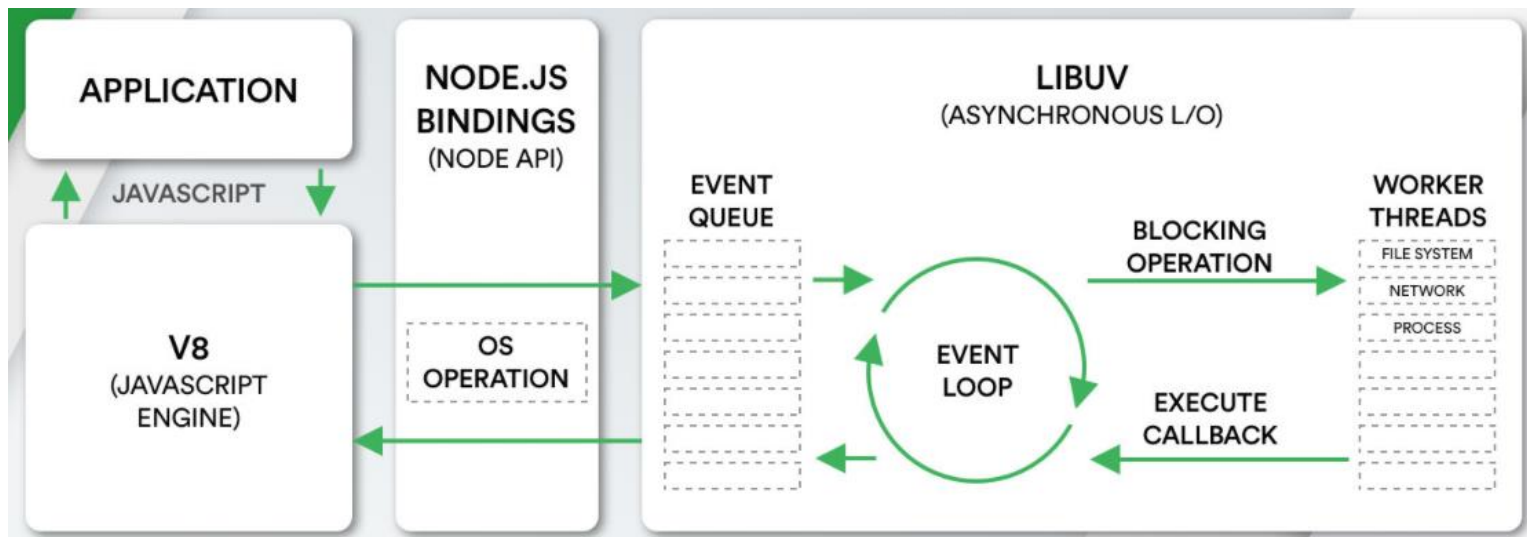 APPLICATION
JAVASCRIPT
V8
(JAVASCRIPT
ENGINE)
NODE.JS
BINDINGS
(NODE API)
OS
OPERATION
LIBUV
(ASYNCHRONOUS L/O)
EVENT
QUEUE
EVENT
LOOP
BLOCKING
OPERATION
EXECUTE
CALLBACK
WORKER
THREADS
FILE SYSTEM
NETWORK
PROCESS